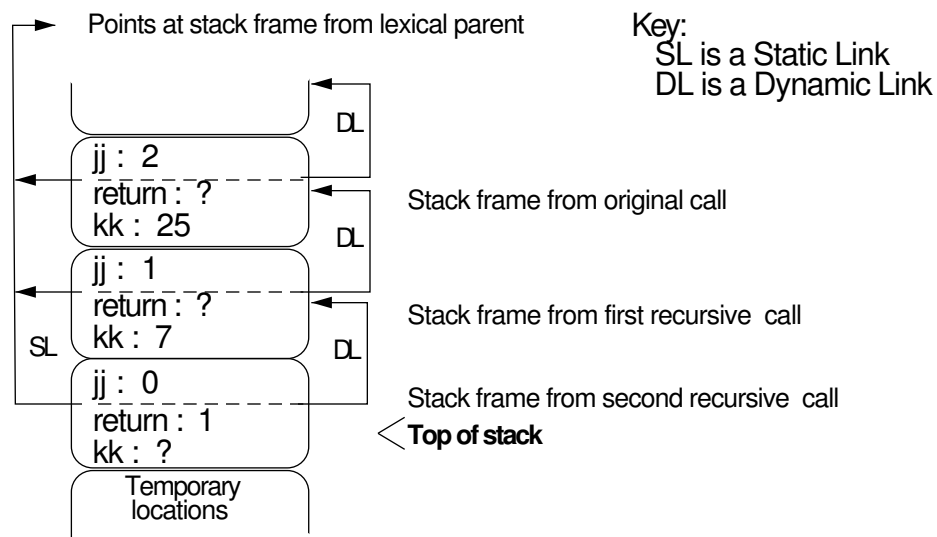 Points at stack frame from lexical parent
Key:
SL is a Static Link
DL is a Dynamic Link
DL
jj : 2
return : ?
kk : 25
Stack frame from original call
DL
jj : 1
return : ?
kk : 7
Stack frame from first recursive call
SL
DL
jj : 0
return : 1
kk : ?
Stack frame from second recursive call
Top of stack
Temporary
locations